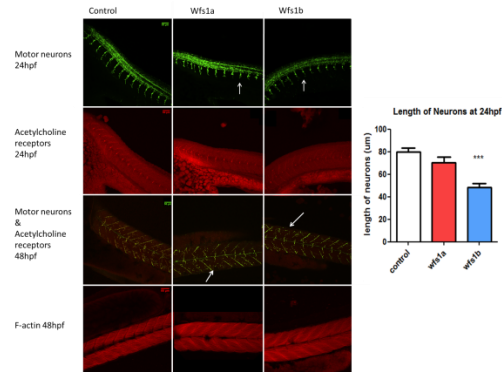 Control Wfs1a Wfs1b
Motor neurons
24hpf
Acetylcholine
receptors
24hpf
Motor neurons
&
Acetylcholine
receptors
48hpf
F-actin 48hpf
Length of Neurons at 24hpf
length of neurons (um)
100
80
60
40
20
0
***
control
wfs1a
wfs1b